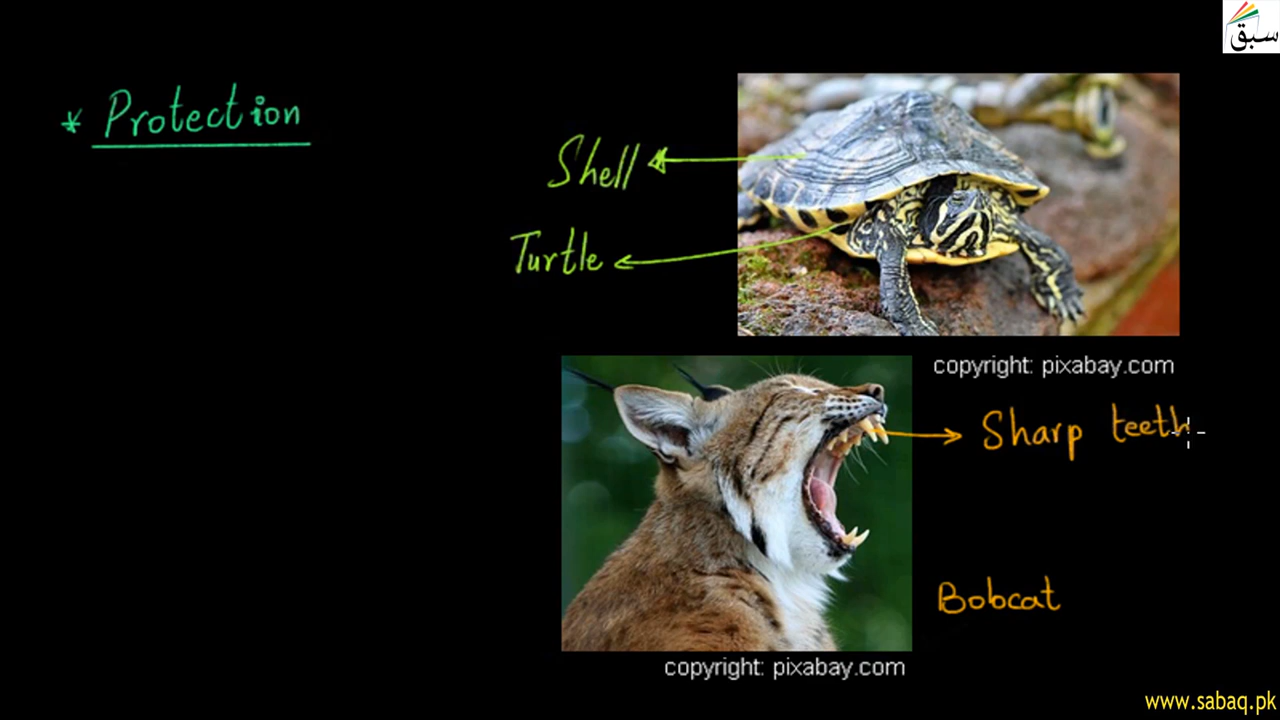 سبق
* Protection
Shell
Turtle
copyright: pixabay.com
Sharp teeth
Bobcat
copyright: pixabay.com
www.sabaq.pk